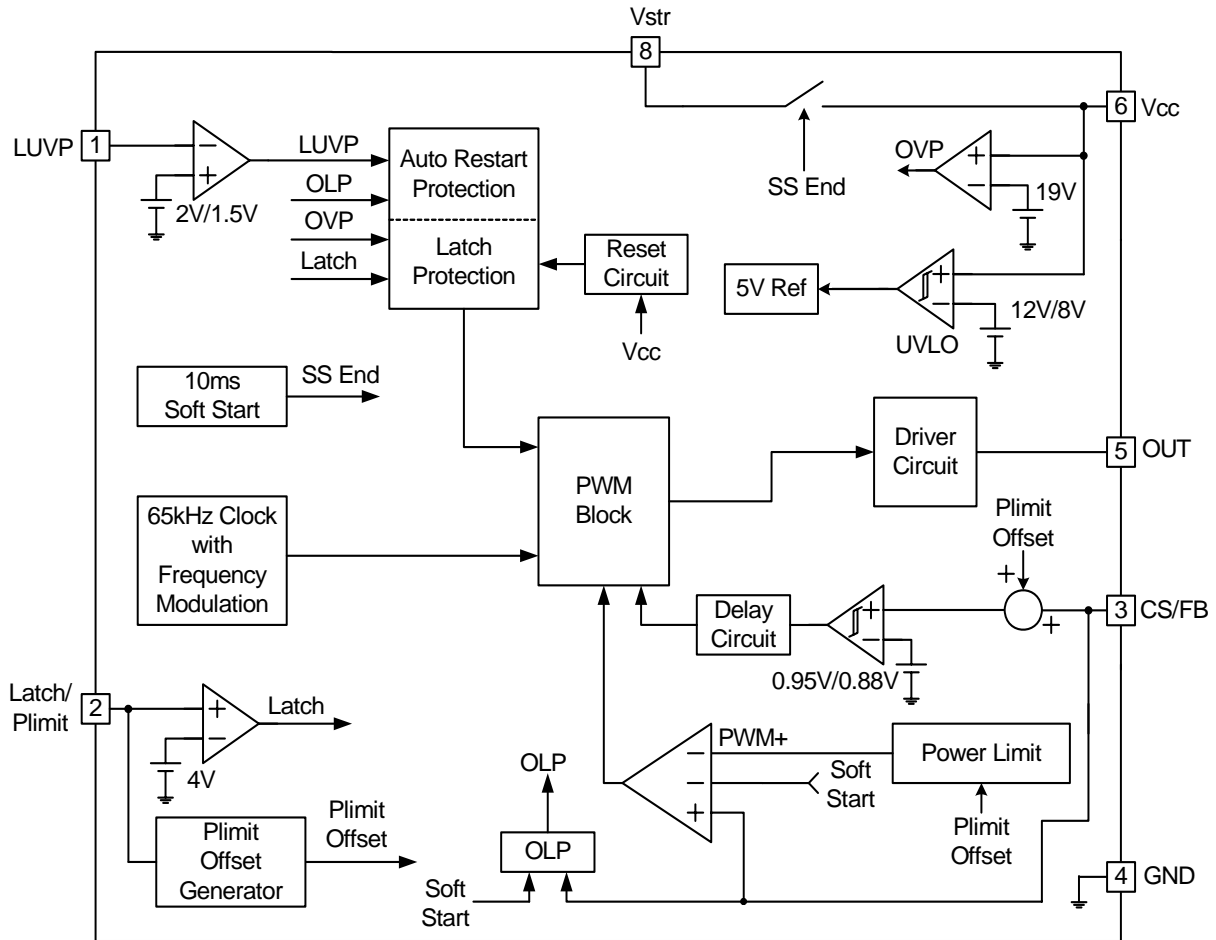 Vstr
8
6
Vcc
LUVP
1
−
+
2V/1.5V
LUVP
OLP
OVP
Latch
Auto Restart
Protection
Latch
Protection
Reset
Circuit
Vcc
SS End
OVP
+
−
19V
5V Ref
+
−
12V/8V
UVLO
10ms
Soft Start
SS End
PWM
Block
Driver
Circuit
5
OUT
65kHz Clock
with
Frequency
Modulation
Plimit
Offset
+
+
3
CS/FB
Delay
Circuit
+
−
0.95V/0.88V
Latch/
Plimit
2
+
−
4V
Latch
PWM+
−
−
+
Soft
Start
Power Limit
Plimit
Offset
OLP
OLP
Soft
Start
Plimit
Offset
Generator
Plimit
Offset
4
GND